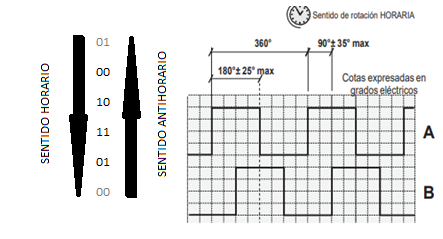 SENTIDO HORARIO
01
00
10
11
01
00
SENTIDO ANTIHORARIO
Sentido de rotación HORARIA
360°
90°± 35° max
180°± 25° max
Cotas expresadas en
grados eléctricos
A
B